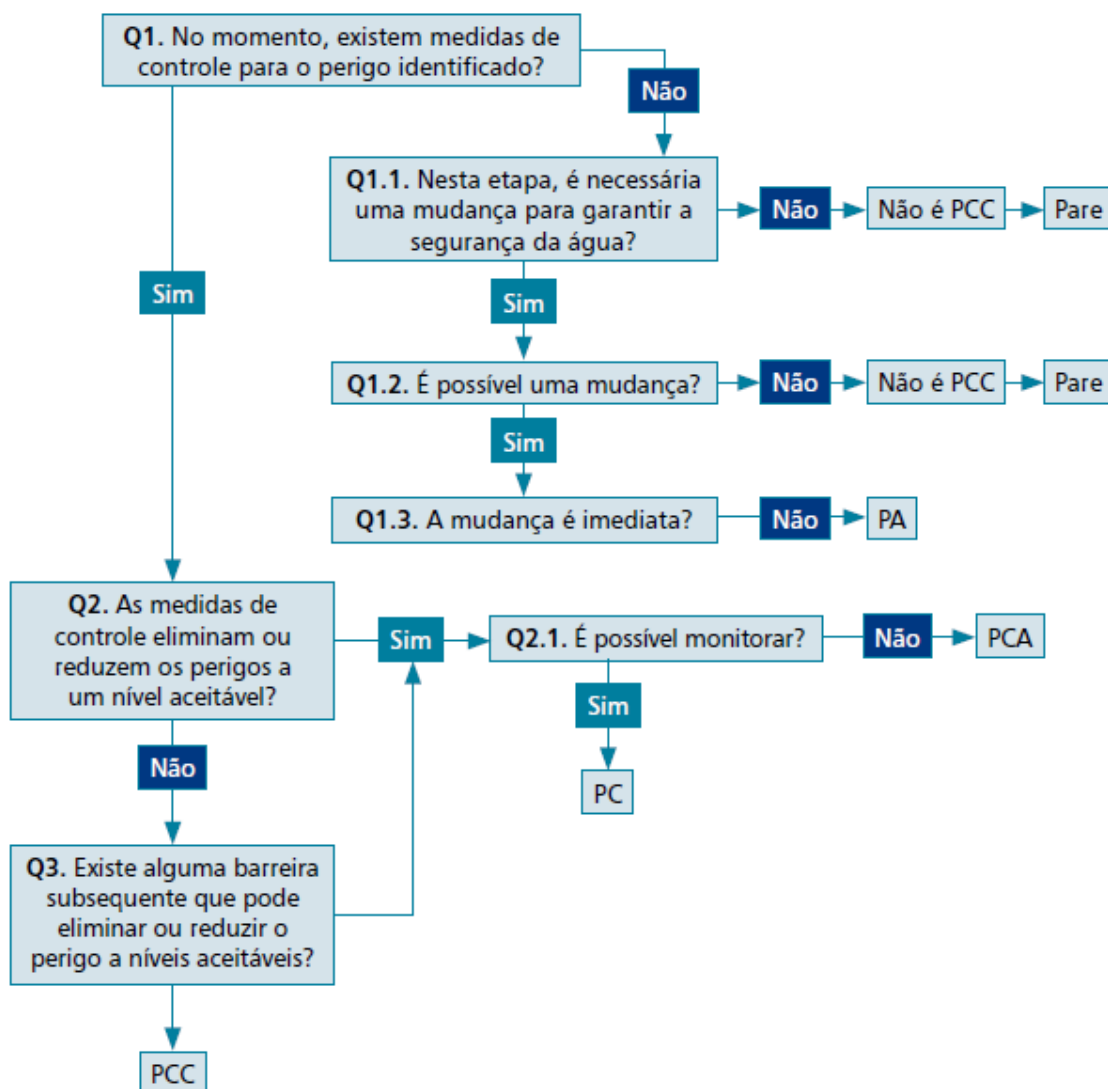 Q1. No momento, existem medidas de
controle para o perigo identificado?
Não
Q1.1. Nesta etapa, é necessária
uma mudança para garantir a
segurança da água?
Não
Não é PCC
Pare
Sim
Sim
Q1.2. É possível uma mudança?
Não
Não é PCC
Pare
Sim
Q1.3. A mudança é imediata?
Não
PA
Q2. As medidas de
controle eliminam ou
reduzem os perigos a
um nível aceitável?
Sim
Q2.1. É possível monitorar?
Não
PCA
Sim
PC
Não
Q3. Existe alguma barreira
subsequente que pode
eliminar ou reduzir o
perigo a níveis aceitáveis?
PCC